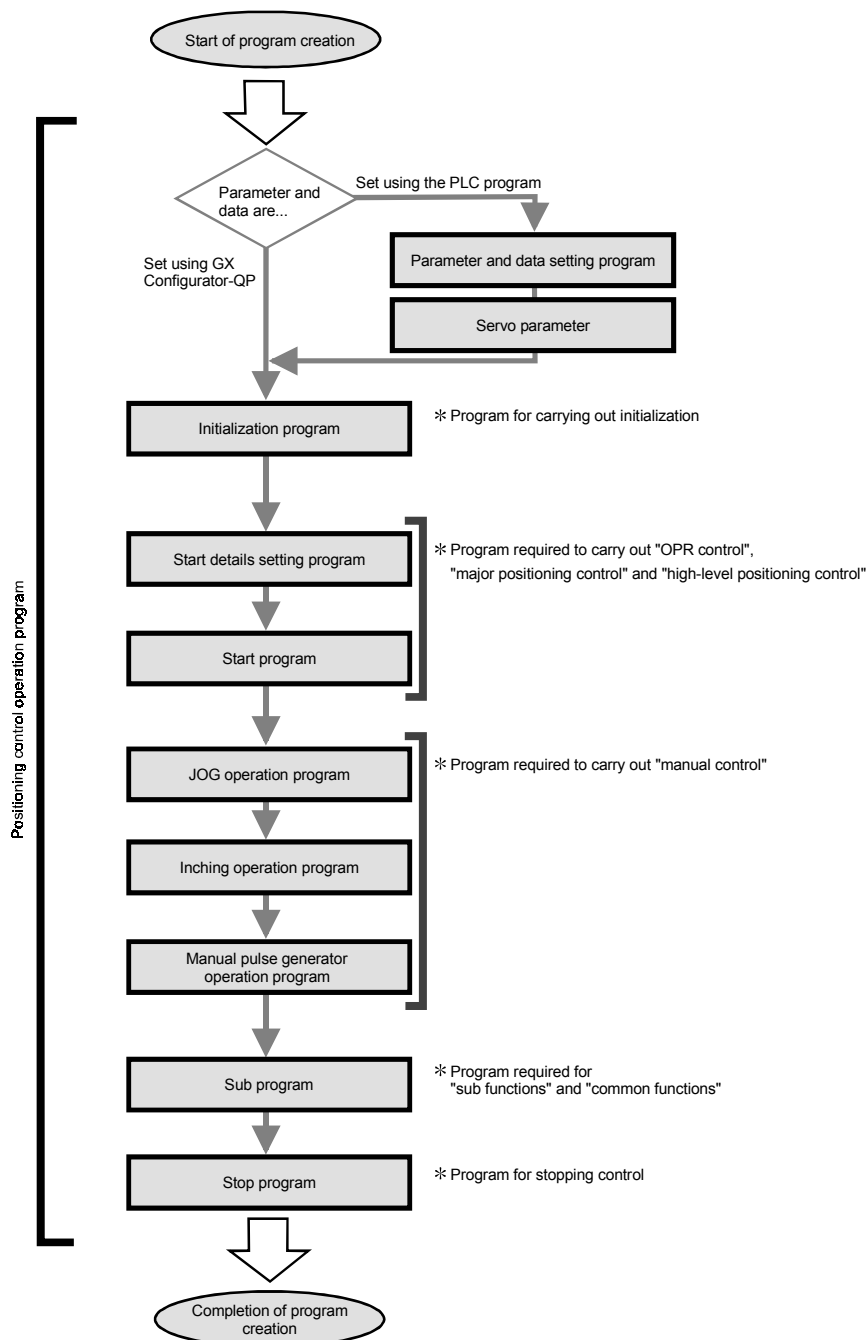 Start of program creation
Parameter and
data are...
Set using the PLC program
Set using GX
Configurator-QP
Parameter and data setting program
Servo parameter
Initialization program
* Program for carrying out initialization
Start details setting program
* Program required to carry out "OPR control",
"major positioning control" and "high-level positioning control"
Start program
JOG operation program
* Program required to carry out "manual control"
Inching operation program
Manual pulse generator
operation program
Sub program
* Program required for
"sub functions" and "common functions"
Stop program
* Program for stopping control
Completion of program
creation
Positioning control operation program